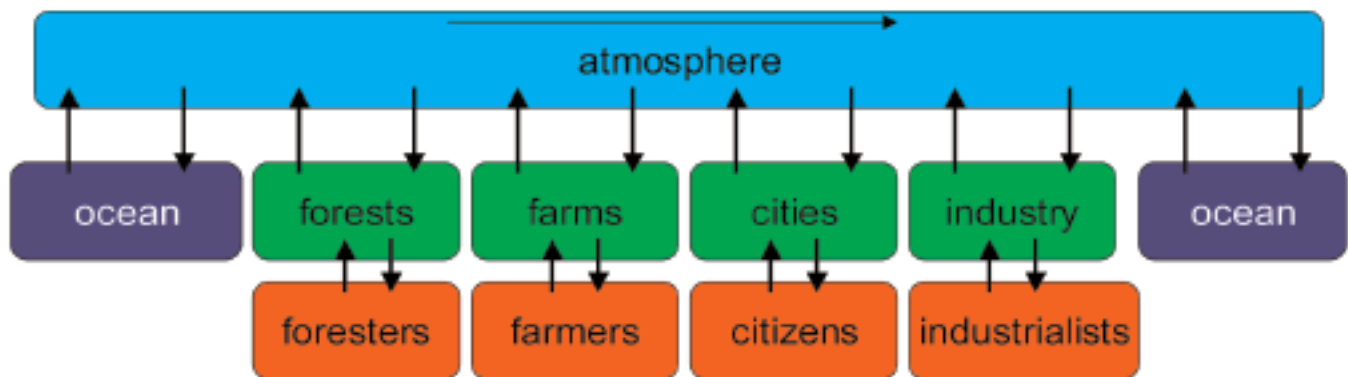 atmosphere
ocean forests farms cities industry ocean
foresters farmers citizens industrialists